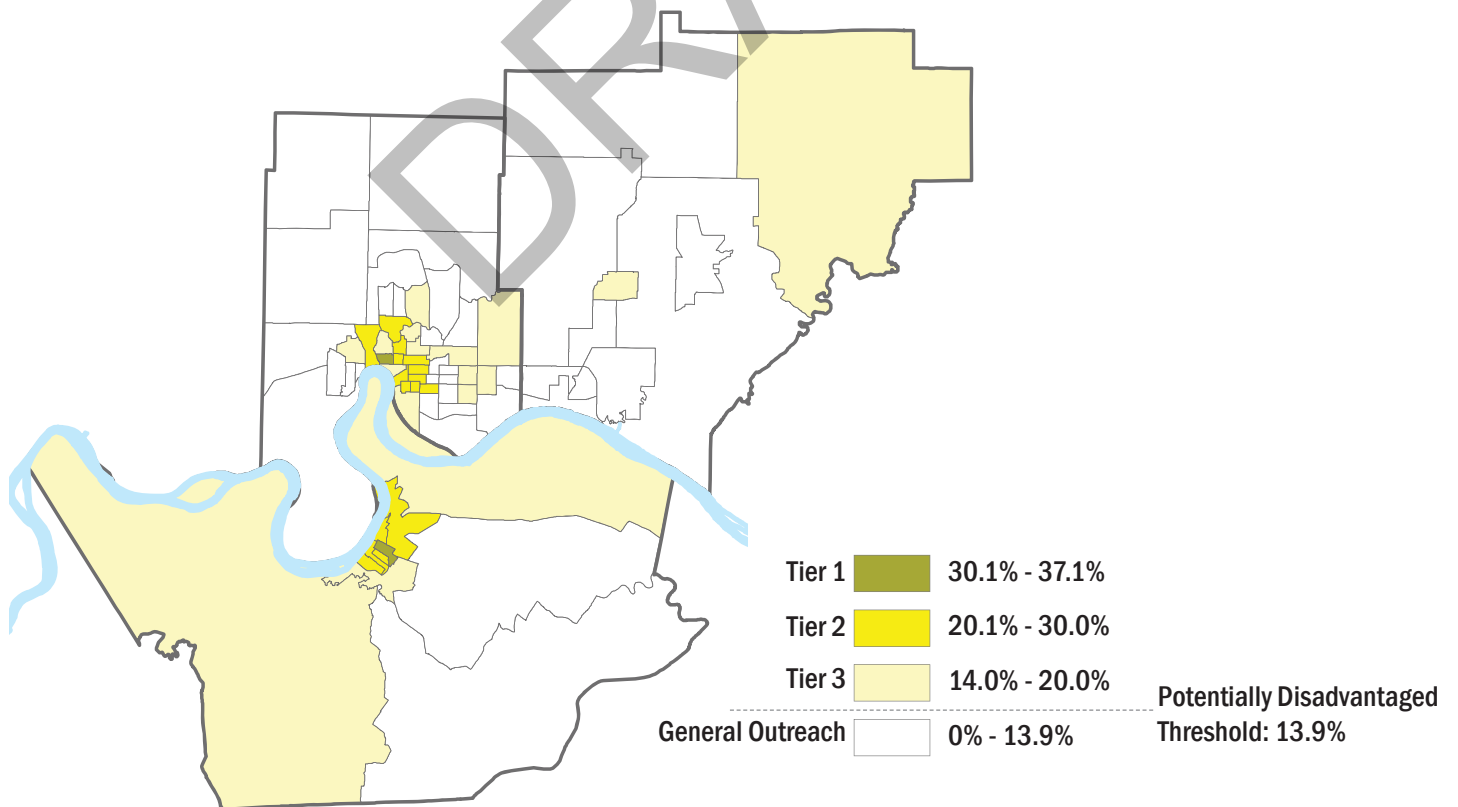 DR
Tier 1 30.1% - 37.1%
Tier 2 20.1% - 30.0%
Tier 3 14.0% - 20.0%
General Outreach 0% - 13.9%
Potentially Disadvantaged
Threshold: 13.9%